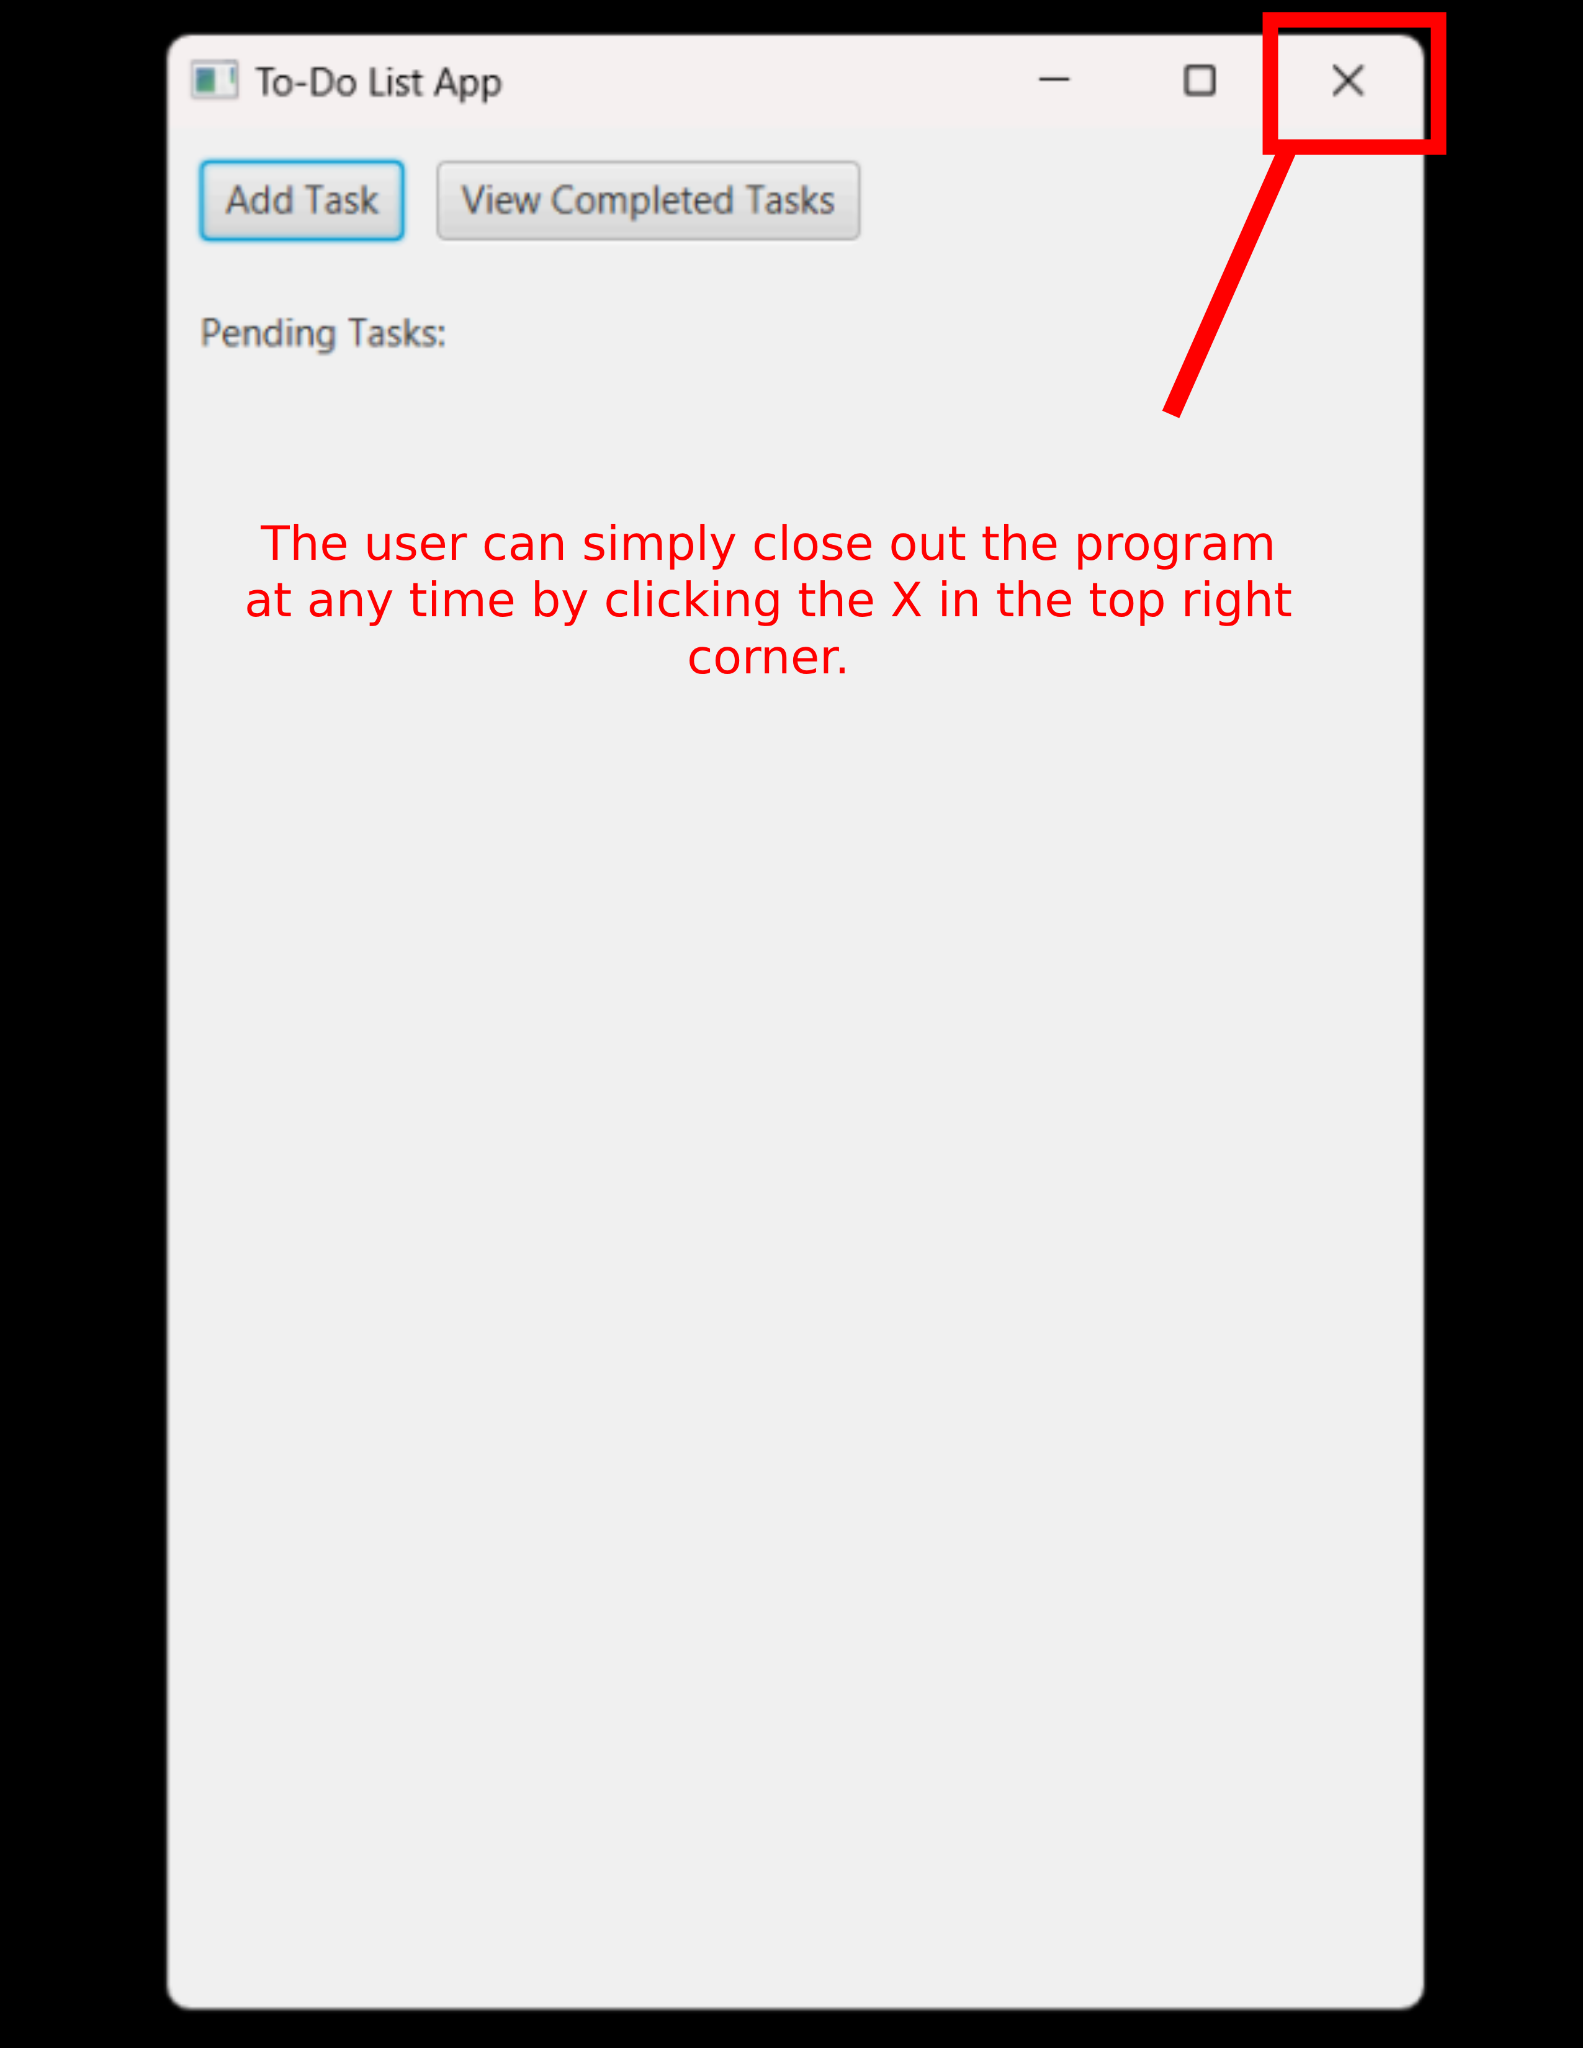 To-Do List App
Add Task View Completed Tasks
Pending Tasks:
The user can simply close out the program
at any time by clicking the X in the top right
corner.